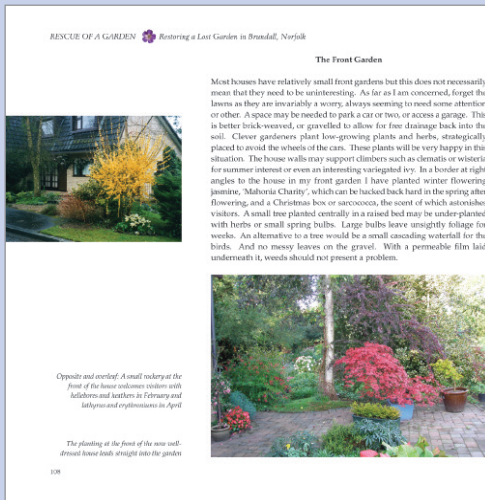 RESCUE OF A GARDEN Restoring a Lost Garden in Brundall, Norfolk
The Front Garden
Most houses have relatively small front gardens but this does not necessarily
mean that they need to be uninteresting. As far as I am concerned, forget the
lawns as they are invariably a worry, always seeming to need some attention
or other. A space may be needed to park a car or two, or access a garage. This
is better brick-weaved, or gravelled to allow for free drainage back into the
soil. Clever gardeners plant low-growing plants and herbs, strategically
placed to avoid the wheels of the cars. These plants will be very happy in this
situation. The house walls may support climbers such as clematis or wisteria
for summer interest or even an interesting variegated ivy. In a border at right
angles to the house in my front garden I have planted winter flowering
jasmine, 'Mahonia Charity', which can be hacked back hard in the spring after
flowering, and a Christmas box or sarcococca, the scent of which astonishes
visitors. A small tree planted centrally in a raised bed may be under-planted
with herbs or small spring bulbs. Large bulbs leave unsightly foliage for
weeks. An alternative to a tree would be a small cascading waterfall for the
birds. And no messy leaves on the gravel. With a permeable film laid
underneath it, weeds should not present a problem.
Opposite and overleaf: A small rockery at the
front of the house welcomes visitors with
hellebores and heathers in February and
lathyrus and erythroniums in April
The planting at the front of the now well-
dressed house leads straight into the garden
108